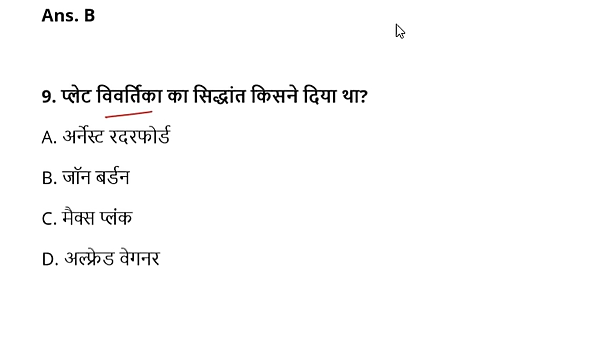 Ans. B
9. प्लेट विवर्तिका का सिद्धांत किसने दिया था?
A. अर्नेस्ट रदरफोर्ड
B. जॉन बर्डन
C. मैक्स प्लंक
D. अल्फ्रेड वेगनर